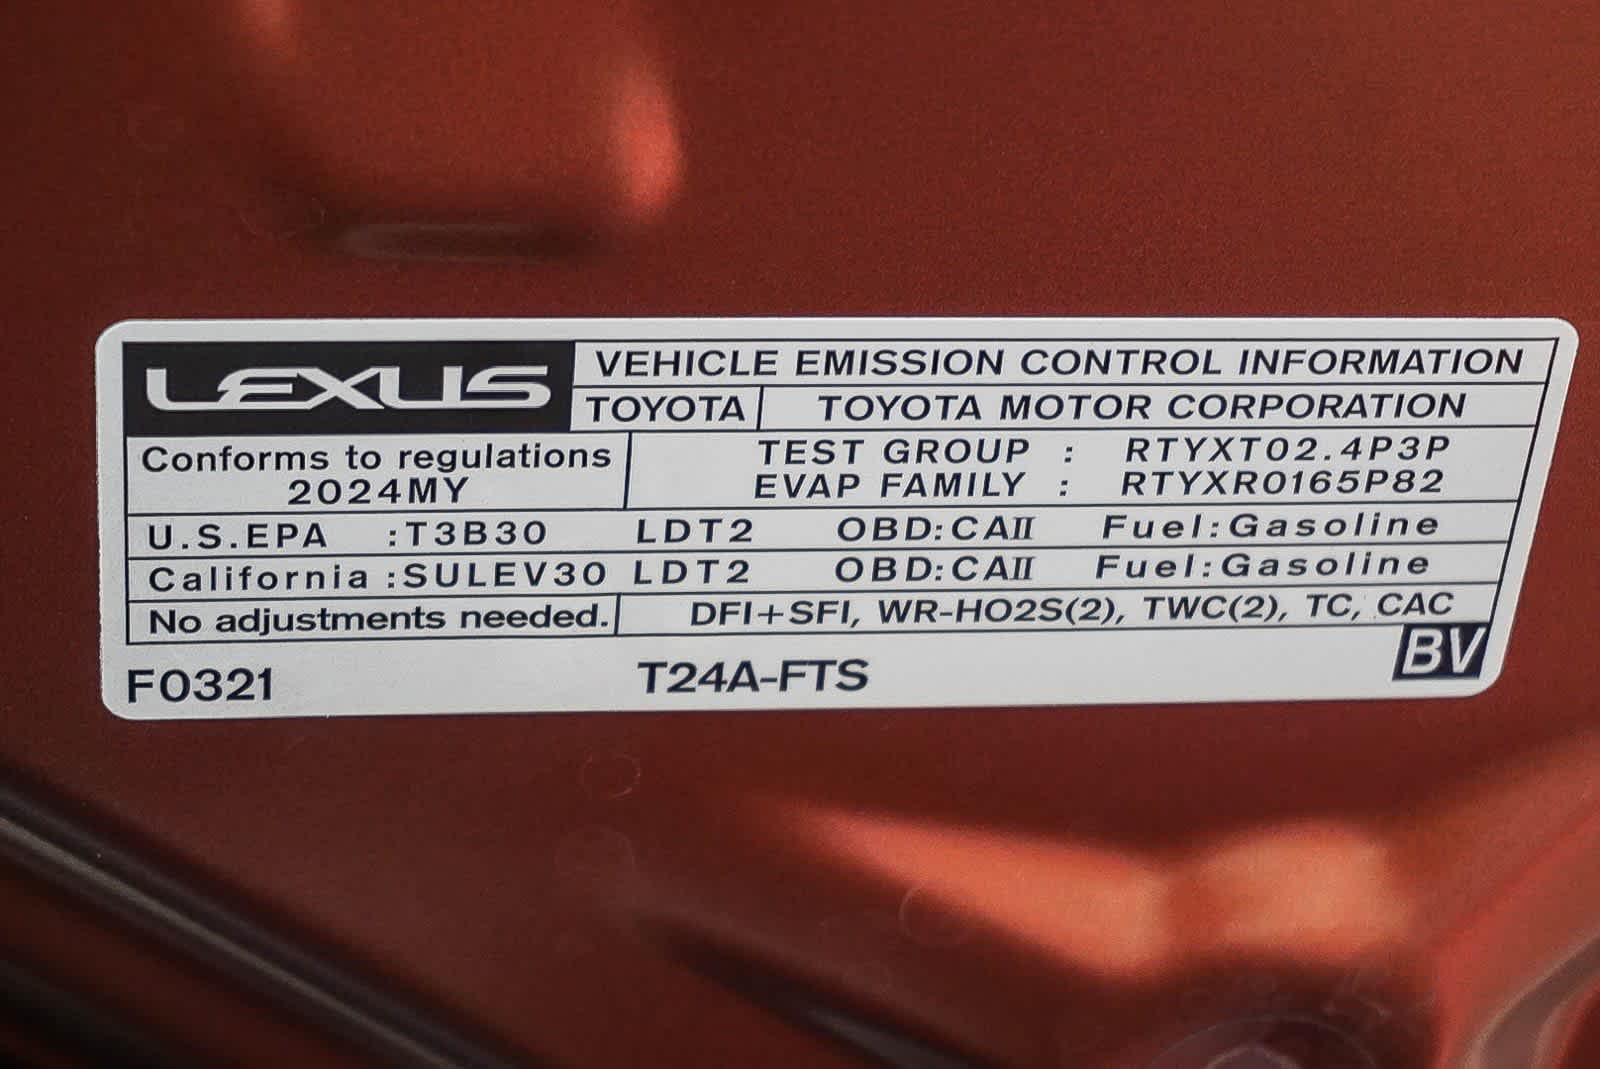 LEXUS VEHICLE EMISSION CONTROL INFORMATION
TOYOTA TOYOTA MOTOR CORPORATION
Conforms to regulations TEST GROUP : RTYXT02.4P3P
2024MY EVAP FAMILY : RTYXR0165P82
U.S.EPA :T3B30 LDT2 OBD:CAII Fuel:Gasoline
California :SULEV30 LDT2 OBD:CAII Fuel:Gasoline
No adjustments needed. DFI+SFI, WR-HO2S(2), TWC(2), TC, CAC
F0321 T24A-FTS BV